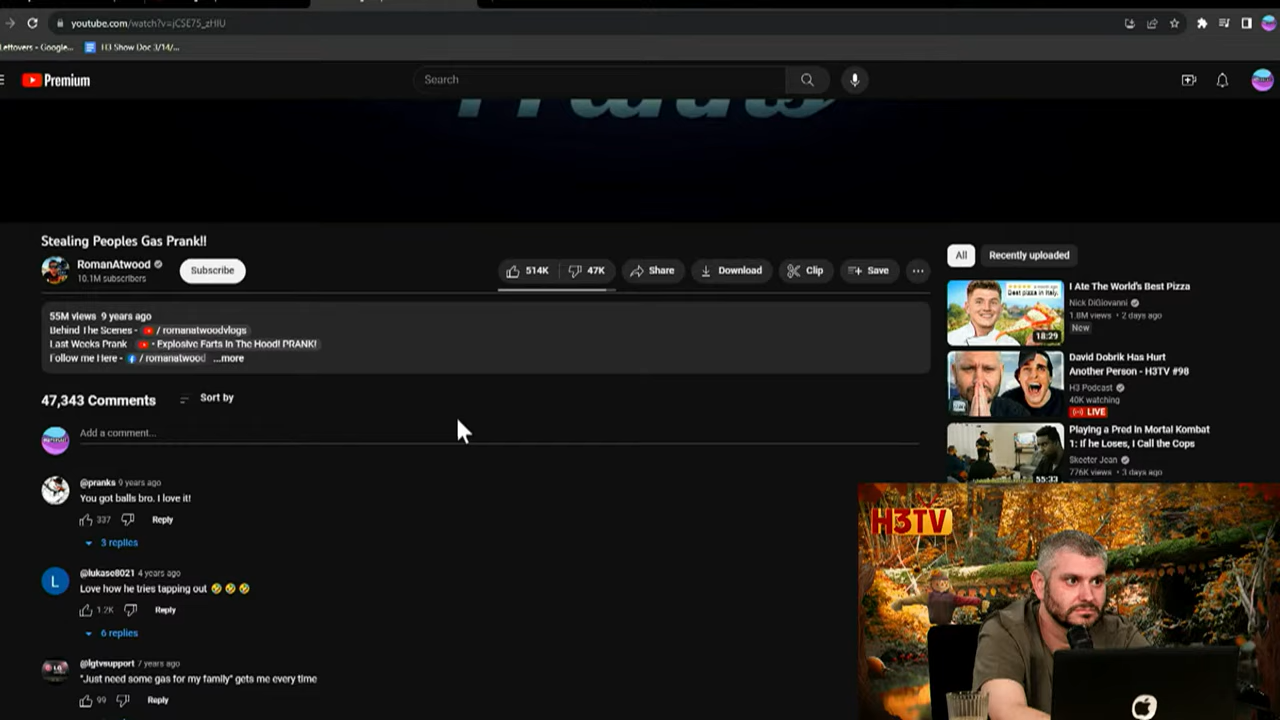 youtube.com/watch?v=jCSE75_zHIU
Leftovers - Google...
H3 Show Doc 3/14/...
Premium
Search
Pranks
Stealing Peoples Gas Prank!!
RomanAtwood
10.1M subscribers
Subscribe
514K
47K
Share
Download
Clip
Save
55M views 9 years ago
Behind The Scenes - / romanatwoodvlogs
Last Weeks Prank • Explosive Farts In The Hood! PRANK!
Follow me Here - / romanatwood ...more
47,343 Comments
Sort by
Add a comment...
@pranks 9 years ago
You got balls bro. I love it!
337
Reply
3 replies
L
@lukase8021 4 years ago
Love how he tries tapping out 🤣 🤣 🤣
1.2K
Reply
6 replies
@lgtvsupport 7 years ago
"Just need some gas for my family" gets me every time
99
Reply
All
Recently uploaded
Best pizza in Italy.
18:29
I Ate The World's Best Pizza
Nick DiGiovanni
1.8M views • 2 days ago
New
David Dobrik Has Hurt
Another Person - H3TV #98
H3 Podcast
40K watching
LIVE
Playing a Pred In Mortal Kombat
1: if he Loses, I Call the Cops
Skeeter Jean
776K views • 3 days ago
55:33
H3TV